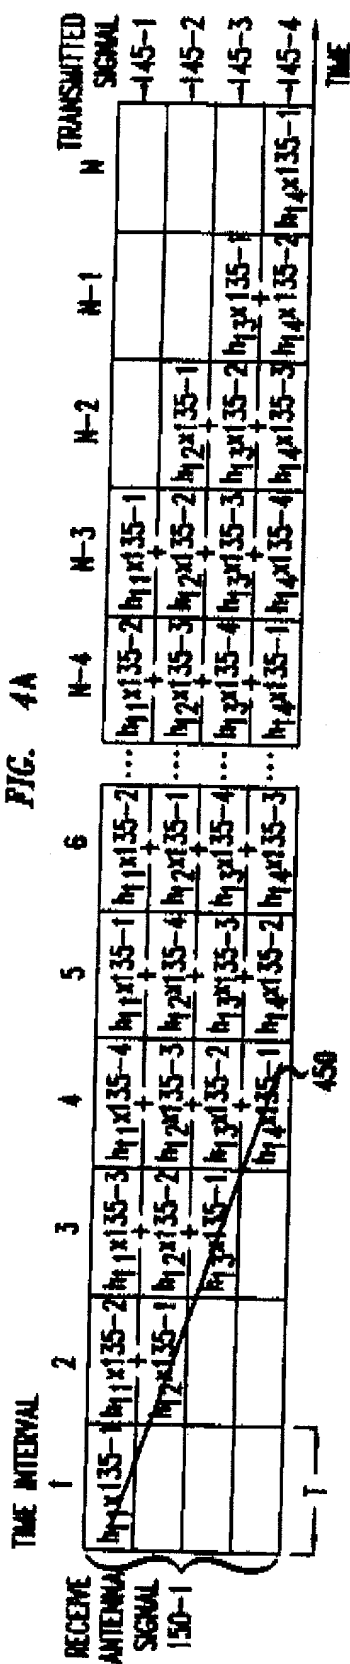 FIG. 4A
TIME INTERVAL
1 2 3 4 5 6 N-4 N-3 N-2 N-1 N
TRANSMITTED
SIGNAL
h11x135-1 h11x135-2 h11x135-3 h11x135-4 h11x135-1 h11x135-2 ... h11x135-2 h11x135-1 145-1
+ + + + + + +
h12x135-1 h12x135-2 h12x135-3 h12x135-4 h12x135-1 ... h12x135-3 h12x135-2 h12x135-1 145-2
+ + + + + + +
h13x135-1 h13x135-2 h13x135-3 h13x135-4 ... h13x135-4 h13x135-3 h13x135-2 h13x135-1 145-3
+ + + + + + +
h14x135-1 h14x135-2 h14x135-3 ... h14x135-1 h14x135-4 h14x135-3 h14x135-2 h14x135-1 145-4
RECEIVE
ANTENNA
SIGNAL
150-1
T
450
TIME